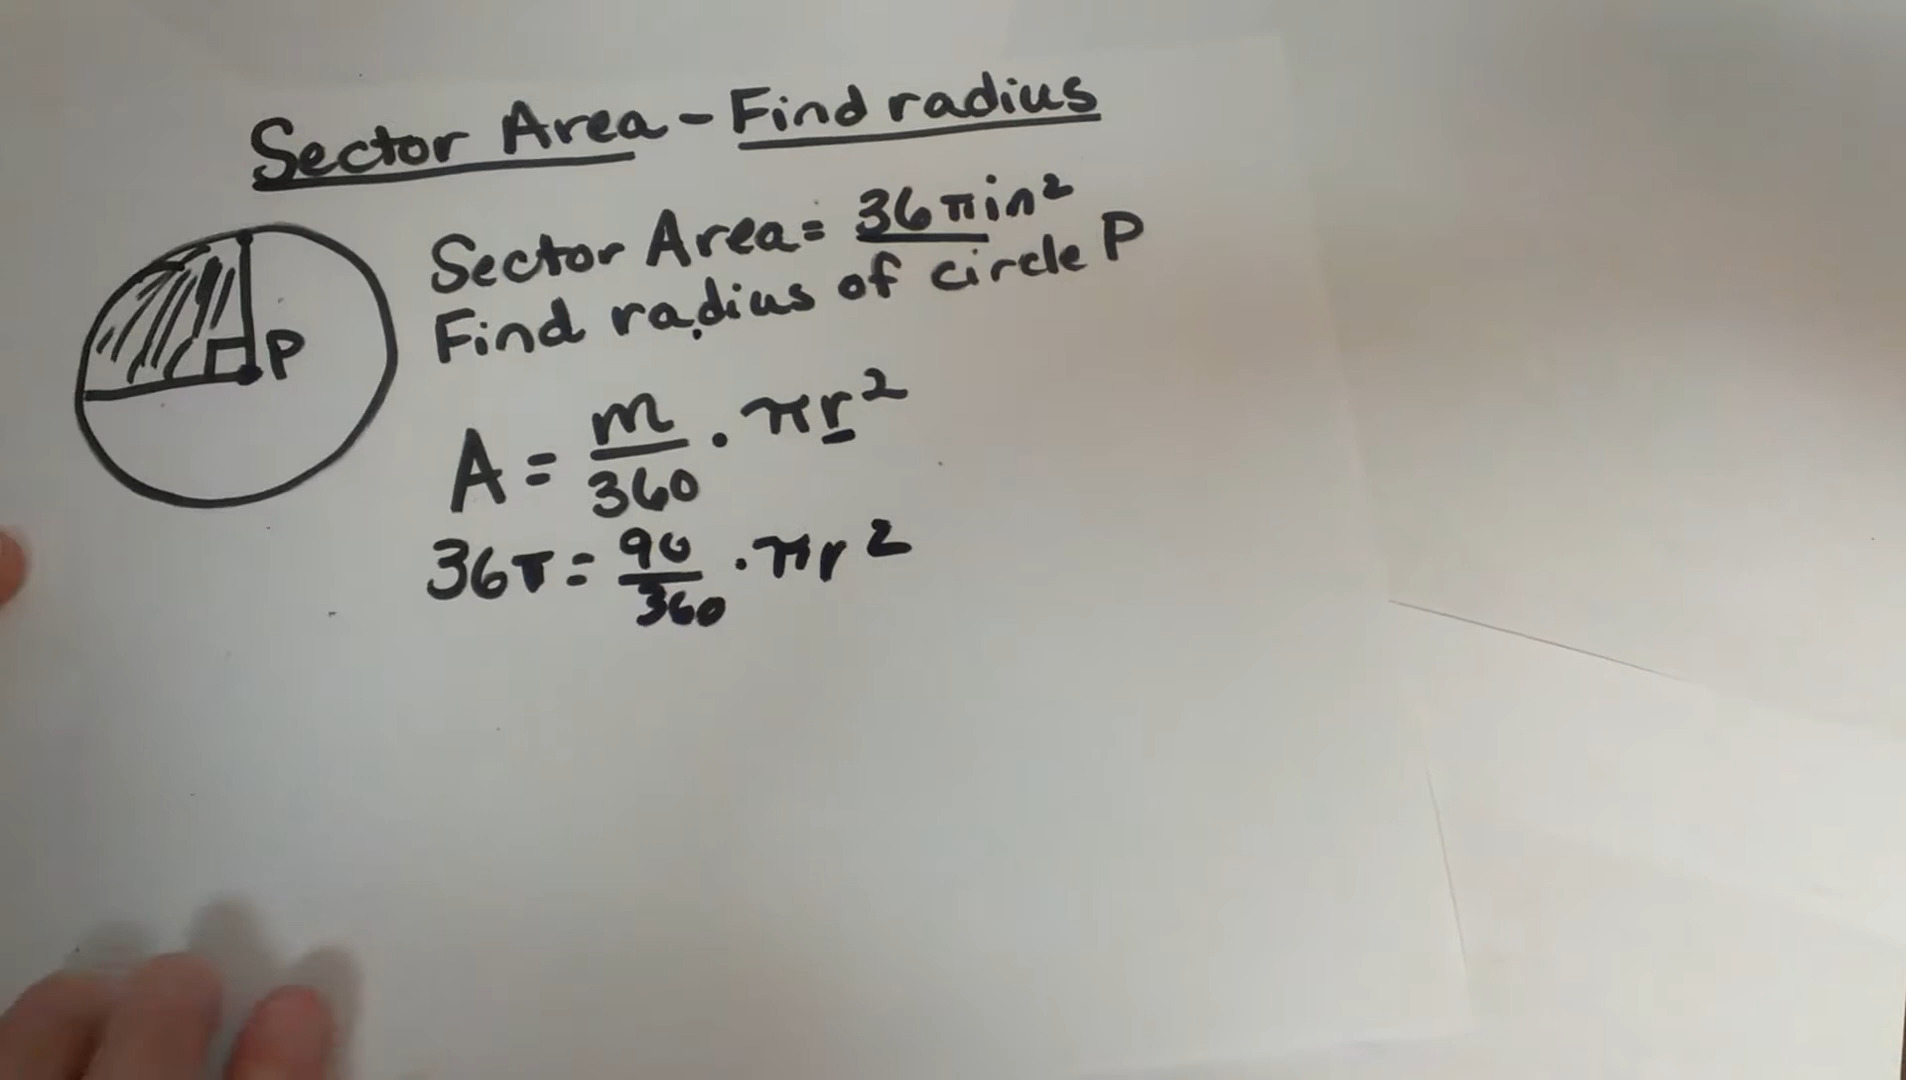 Sector Area - Find radius
Sector Area = 36π in²
Find radius of circle P
P
A = m/360 · πr²
36π = 90/360 · πr²